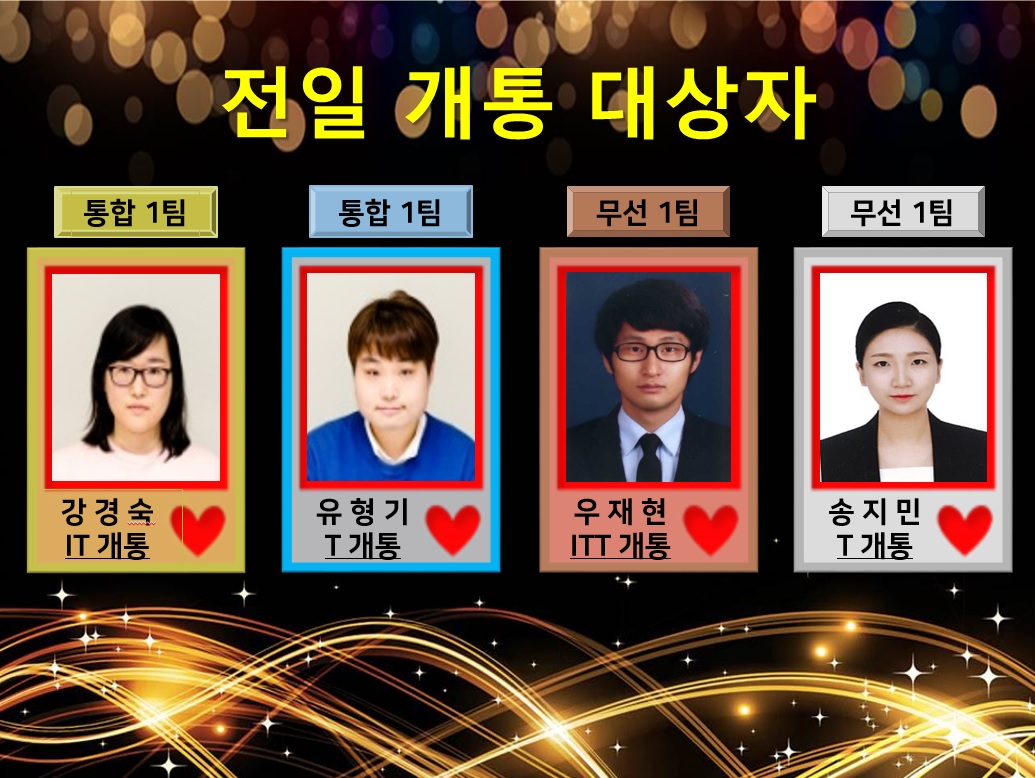 전일 개통 대상자
통합 1팀
통합 1팀
무선 1팀
무선 1팀
강 경 숙
IT 개통
유 형 기
T 개통
우 재 현
ITT 개통
송 지 민
T 개통